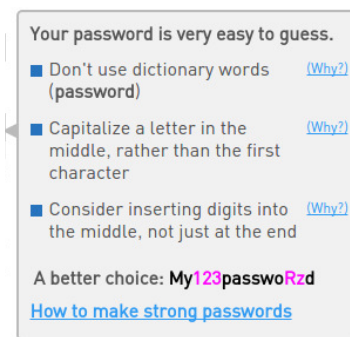 Your password is very easy to guess.
Don't use dictionary words (Why?)
(password)
Capitalize a letter in the (Why?)
middle, rather than the first
character
Consider inserting digits into (Why?)
the middle, not just at the end
A better choice: My123passwoRzd
How to make strong passwords